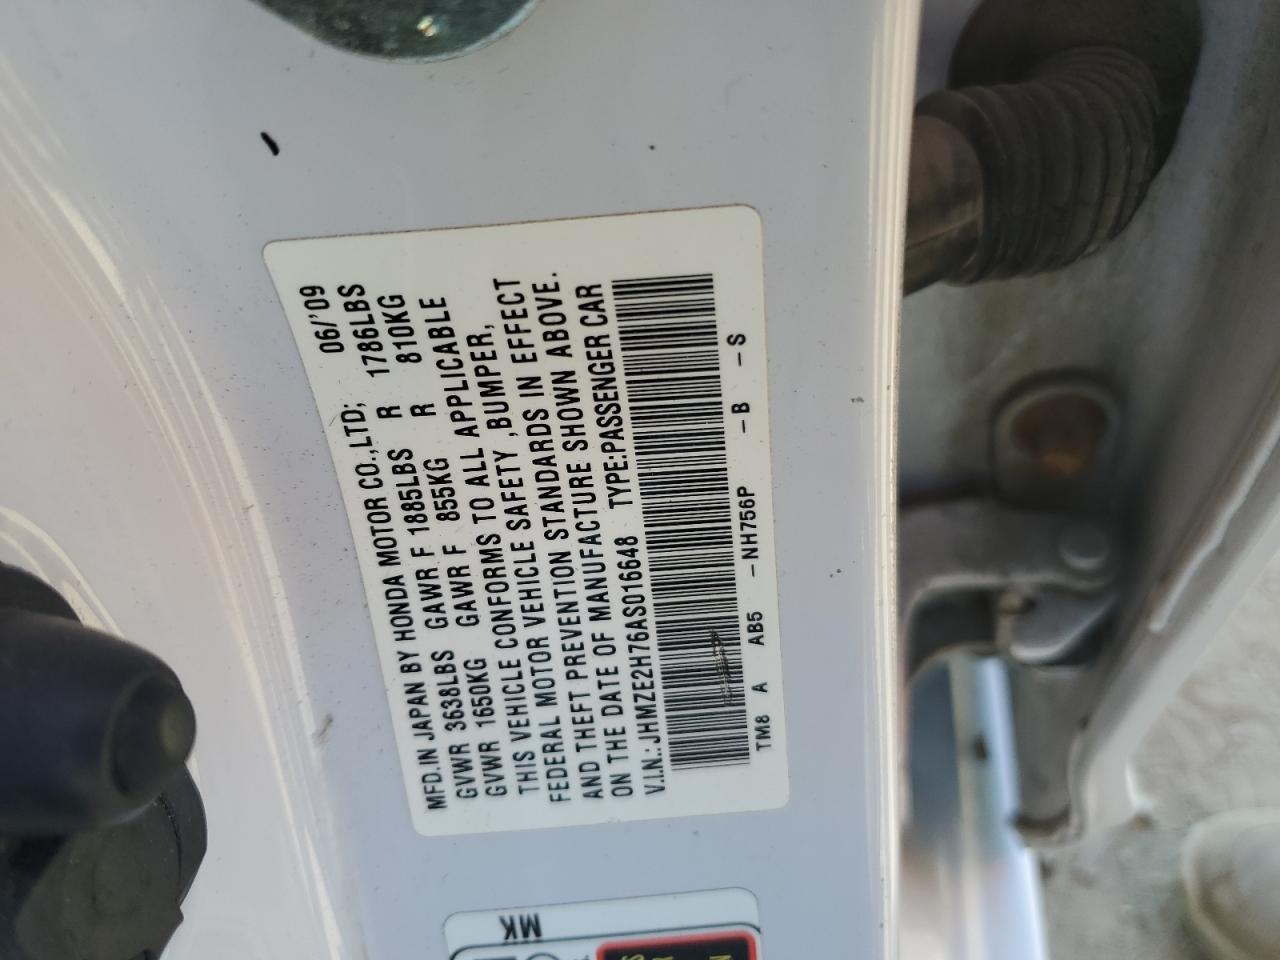 MFD.IN JAPAN BY HONDA MOTOR CO.,LTD; 06/'09
GVWR 3638LBS GAWR F 1885LBS R 1786LBS
GVWR 1650KG GAWR F 855KG R 810KG
THIS VEHICLE CONFORMS TO ALL APPLICABLE
FEDERAL MOTOR VEHICLE SAFETY ,BUMPER,
AND THEFT PREVENTION STANDARDS IN EFFECT
ON THE DATE OF MANUFACTURE SHOWN ABOVE.
V.I.N.: JHMZE2H76AS016648 TYPE:PASSENGER CAR
TM8 A AB5 - NH756P - B - S
MK